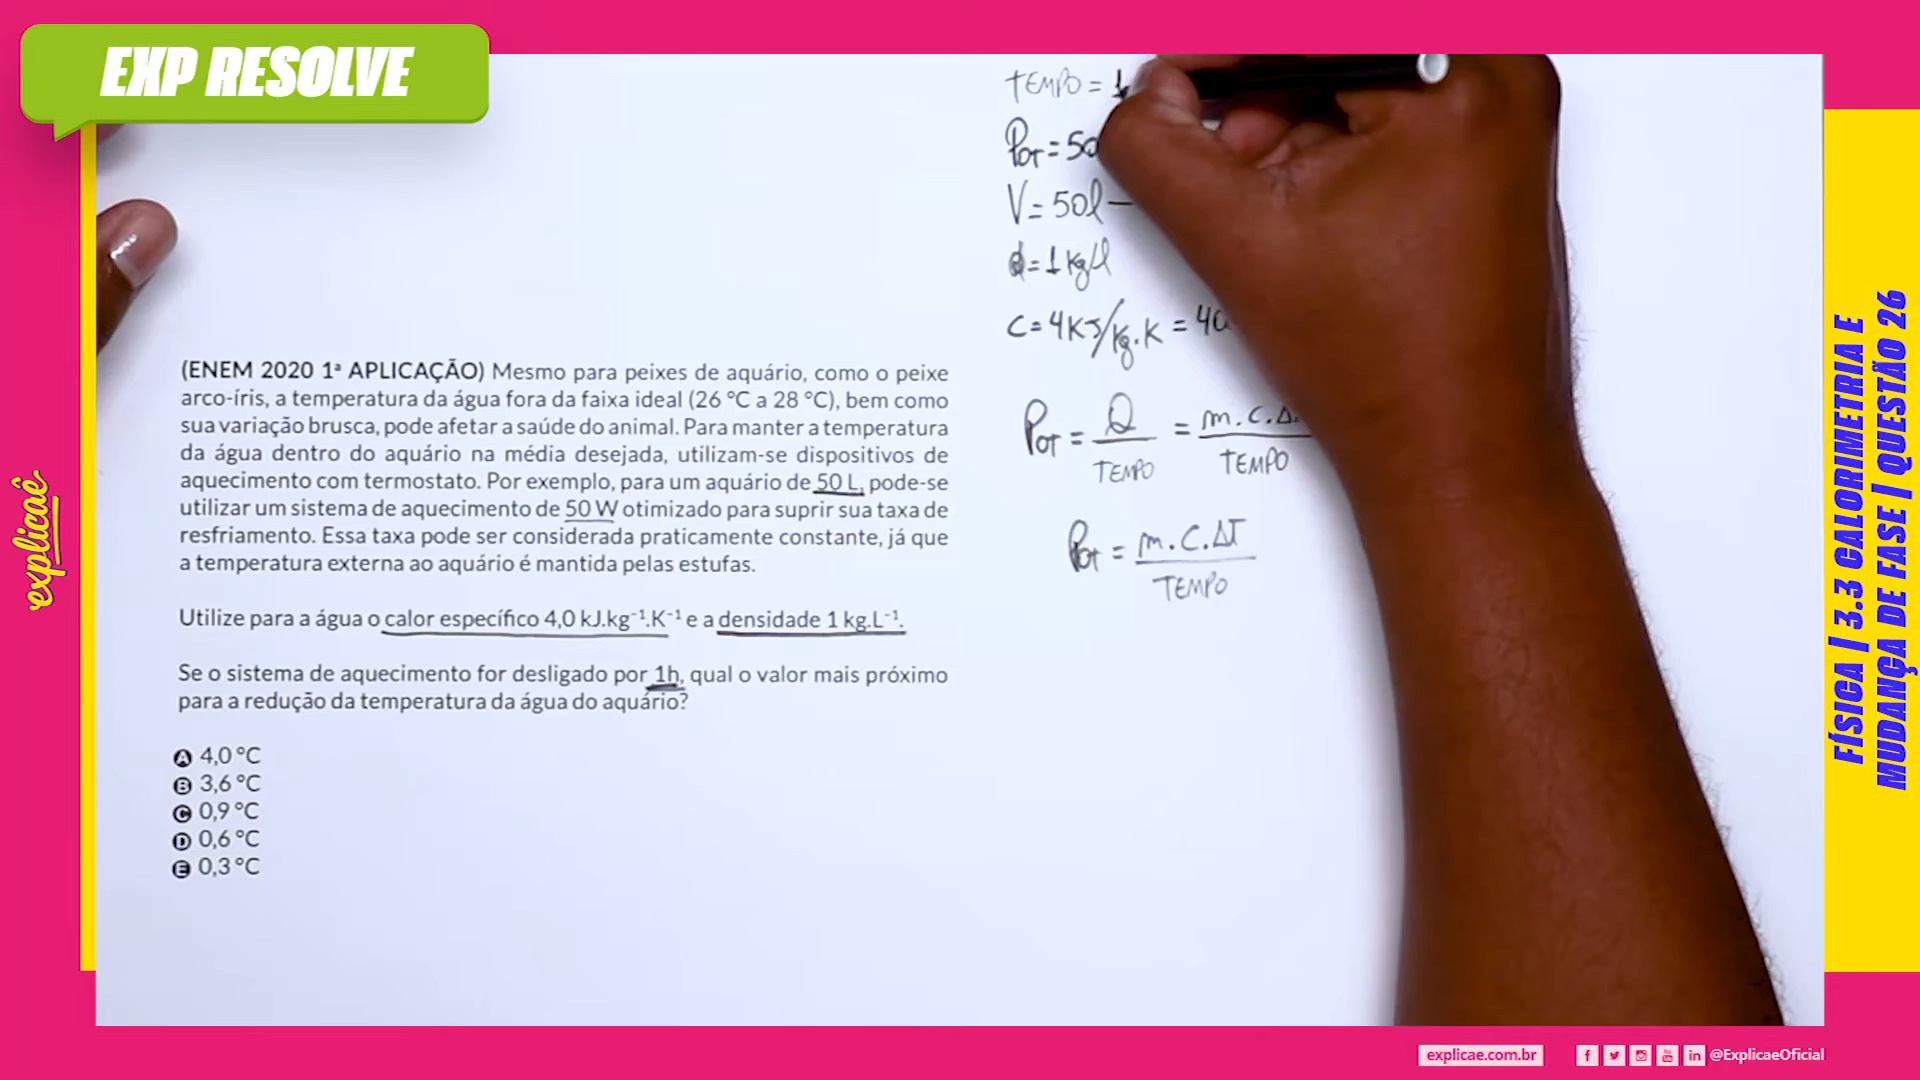 EXP RESOLVE
TEMPO = 1
Pot = 50
V = 50l –
d = 1 kg/l
C = 4KJ/kg.K = 40
Pot = Q/TEMPO = m.c.Δ/TEMPO
Pot = m.c.ΔT/TEMPO
(ENEM 2020 1ª APLICAÇÃO) Mesmo para peixes de aquário, como o peixe
arco-íris, a temperatura da água fora da faixa ideal (26 °C a 28 °C), bem como
sua variação brusca, pode afetar a saúde do animal. Para manter a temperatura
da água dentro do aquário na média desejada, utilizam-se dispositivos de
aquecimento com termostato. Por exemplo, para um aquário de 50 L, pode-se
utilizar um sistema de aquecimento de 50 W otimizado para suprir sua taxa de
resfriamento. Essa taxa pode ser considerada praticamente constante, já que
a temperatura externa ao aquário é mantida pelas estufas.
Utilize para a água o calor específico 4,0 kJ.kg⁻¹.K⁻¹ e a densidade 1 kg.L⁻¹.
Se o sistema de aquecimento for desligado por 1h, qual o valor mais próximo
para a redução da temperatura da água do aquário?
A 4,0 °C
B 3,6 °C
C 0,9 °C
D 0,6 °C
E 0,3 °C
explicaê
FÍSICA | 3.3 CALORIMETRIA E
MUDANÇA DE FASE | QUESTÃO 26
explicae.com.br
@ExplicaeOficial